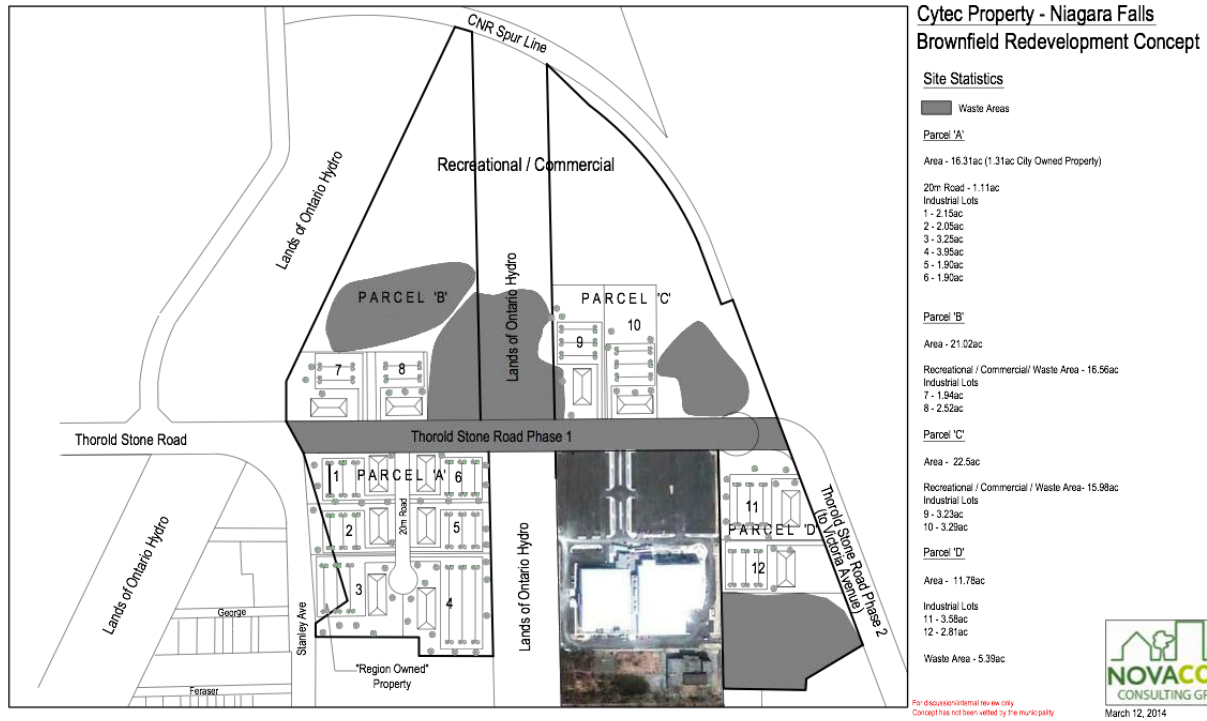 Cytec Property - Niagara Falls
Brownfield Redevelopment Concept
Site Statistics
Waste Areas
Parcel 'A'
Area - 16.31ac (1.31ac City Owned Property)
20m Road - 1.11ac
Industrial Lots
1 - 2.15ac
2 - 2.05ac
3 - 3.25ac
4 - 3.95ac
5 - 1.90ac
6 - 1.90ac
Parcel 'B'
Area - 21.02ac
Recreational / Commercial/ Waste Area - 16.56ac
Industrial Lots
7 - 1.94ac
8 - 2.52ac
Parcel 'C'
Area - 22.5ac
Recreational / Commercial / Waste Area- 15.98ac
Industrial Lots
9 - 3.23ac
10 - 3.29ac
Parcel 'D'
Area - 11.78ac
Industrial Lots
11 - 3.58ac
12 - 2.81ac
Waste Area - 5.39ac
For discussion/internal review only
Concept has not been vetted by the municipality
NOVACO
CONSULTING GR
March 12, 2014
CNR Spur Line
Recreational / Commercial
Lands of Ontario Hydro
Lands of Ontario Hydro
PARCEL 'B'
PARCEL 'C'
7
8
9
10
Thorold Stone Road
Thorold Stone Road Phase 1
Thorold Stone Road Phase 2
(to Victoria Avenue)
PARCEL 'A'
1
2
3
4
5
6
20m Road
PARCEL 'D'
11
12
Lands of Ontario Hydro
Lands of Ontario Hydro
Stanley Ave
George
Feraser
"Region Owned"
Property